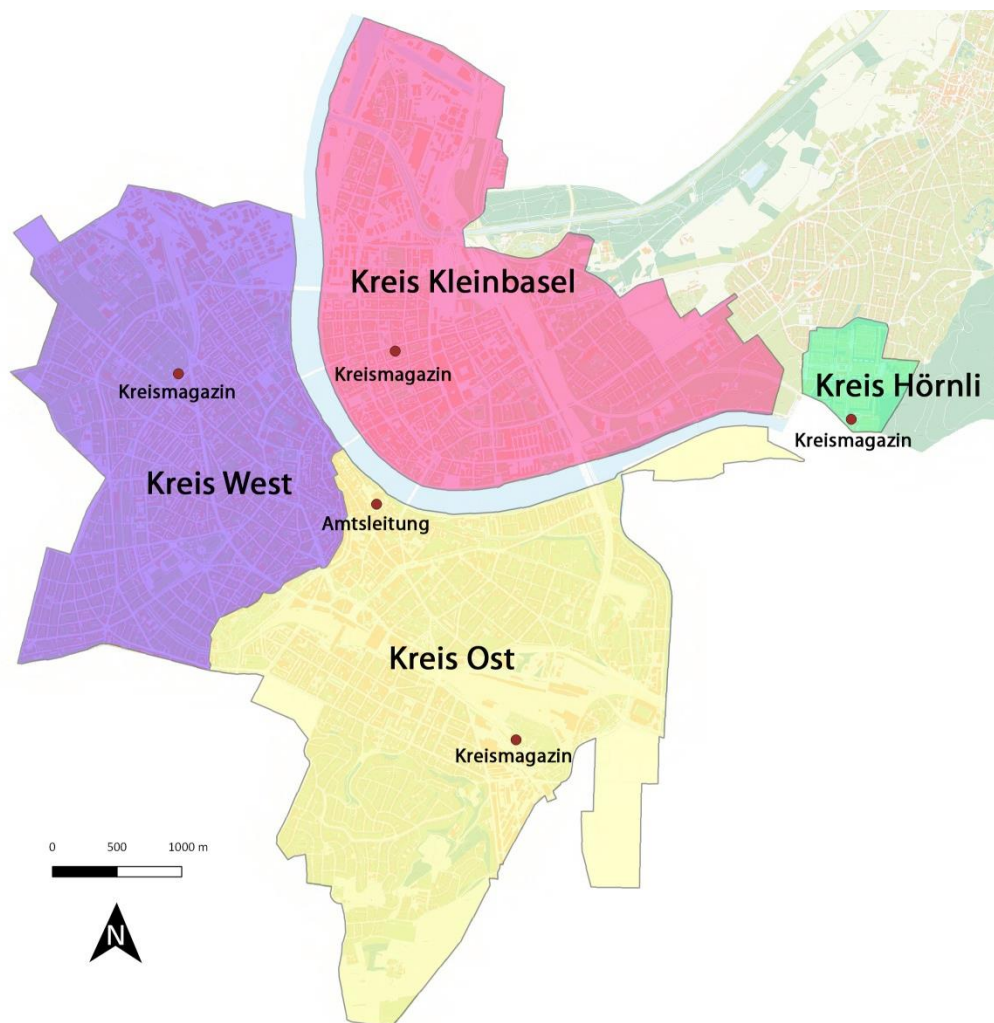 Kreis Kleinbasel
Kreismagazin
Kreismagazin
Kreis Hörnli
Kreismagazin
Kreis West
Amtsleitung
Kreis Ost
Kreismagazin
0 500 1000 m
N